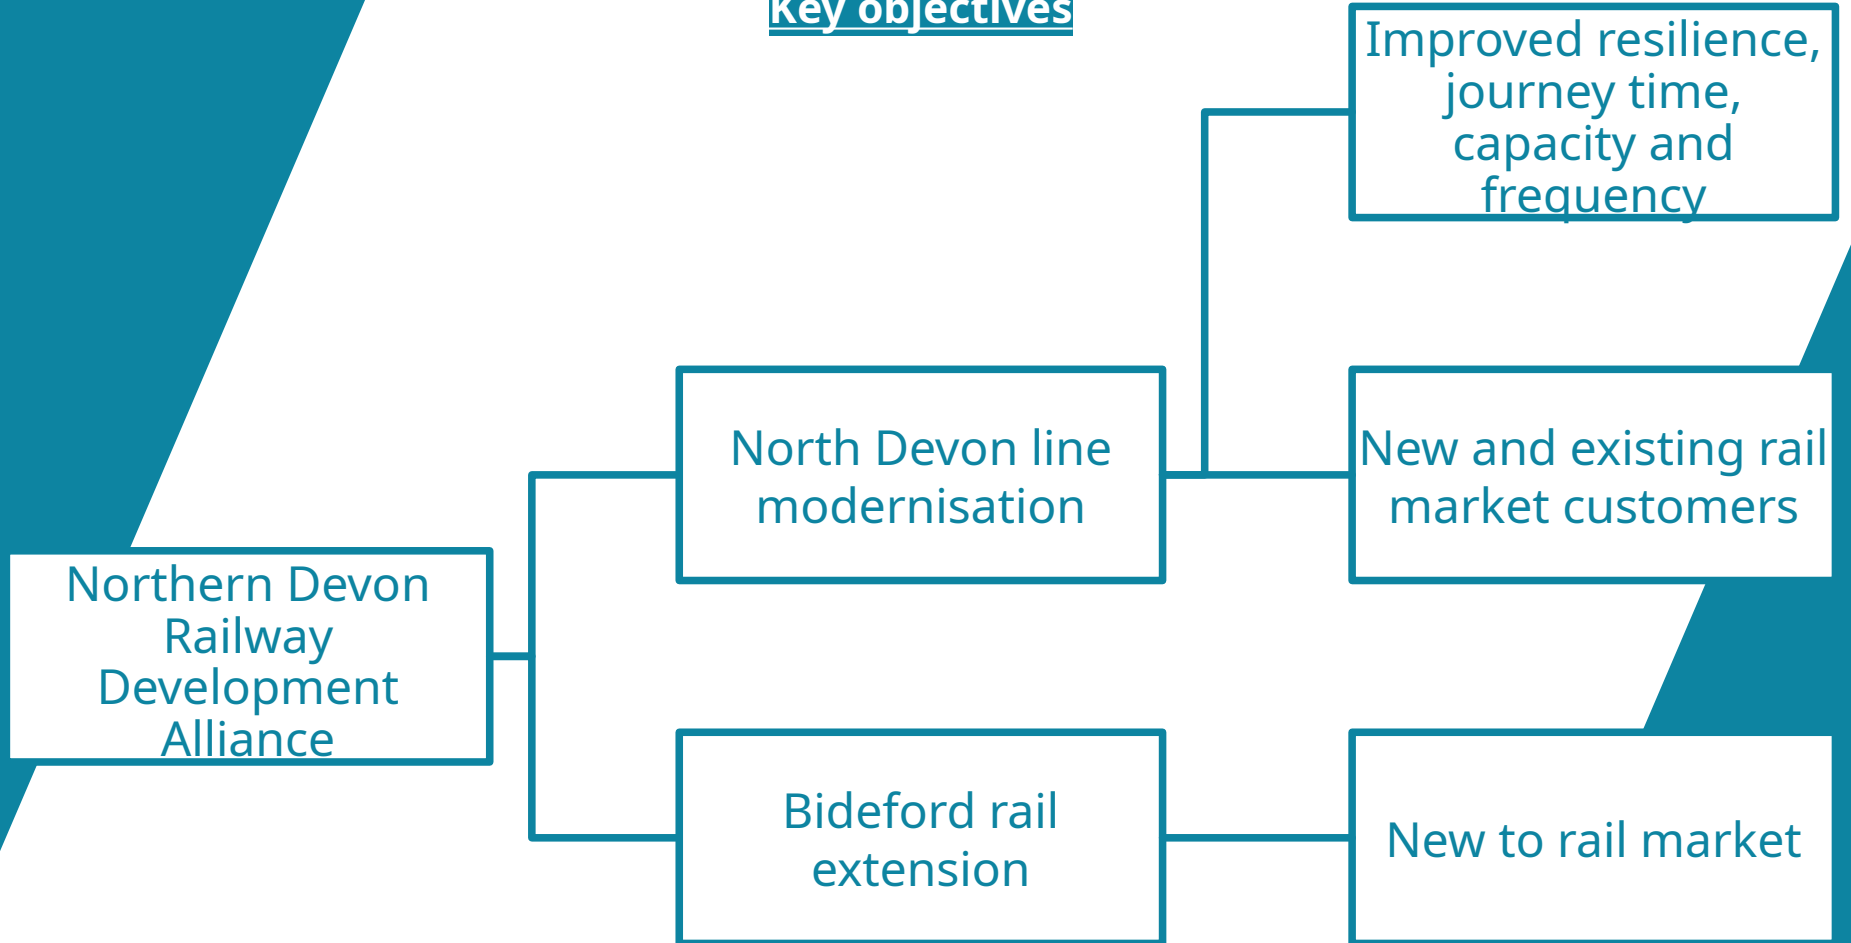 Key objectives
Improved resilience,
journey time,
capacity and
frequency
North Devon line
modernisation
New and existing rail
market customers
Northern Devon
Railway
Development
Alliance
Bideford rail
extension
New to rail market